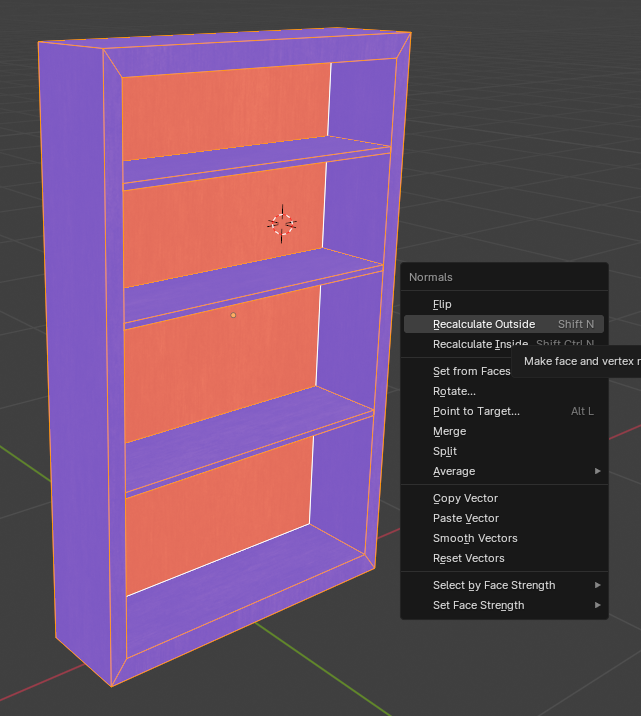 Normals
Flip
Recalculate Outside Shift N
Recalculate Inside Shift Ctrl N
Make face and vertex
Set from Faces
Rotate...
Point to Target... Alt L
Merge
Split
Average
Copy Vector
Paste Vector
Smooth Vectors
Reset Vectors
Select by Face Strength
Set Face Strength